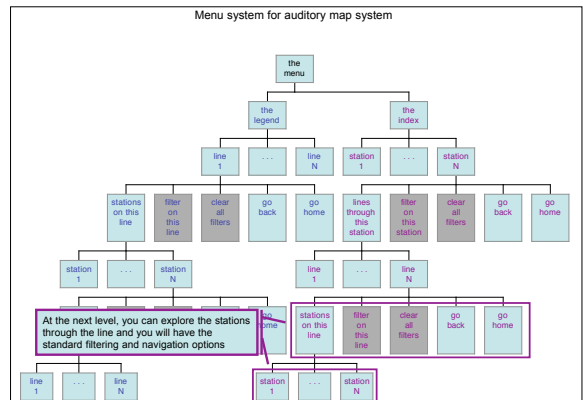 Menu system for auditory map system
the
menu
the
legend
the
index
line
1
. . .
line
N
station
1
. . .
station
N
stations
on this
line
filter
on
this
line
clear
all
filters
go
back
go
home
lines
through
this
station
filter
on
this
station
clear
all
filters
go
back
go
home
station
1
. . .
station
N
line
1
. . .
line
N
home
At the next level, you can explore the stations
through the line and you will have the
standard filtering and navigation options
stations
on this
line
filter
on
this
line
clear
all
filters
go
back
go
home
line
1
. . .
line
N
station
1
. . .
station
N